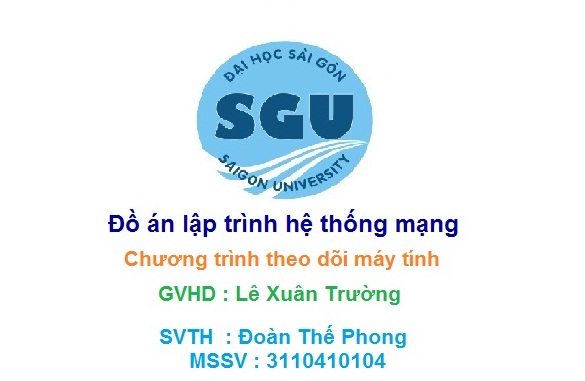 ĐẠI HỌC SÀI GÒN
SGU
SAIGON UNIVERSITY
Đồ án lập trình hệ thống mạng
Chương trình theo dõi máy tính
GVHD : Lê Xuân Trường
SVTH : Đoàn Thế Phong
MSSV : 3110410104